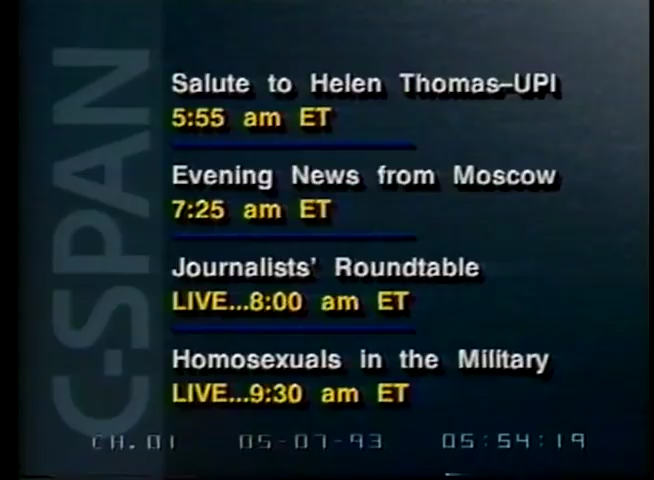 C-SPAN
Salute to Helen Thomas–UPI
5:55 am ET
Evening News from Moscow
7:25 am ET
Journalists' Roundtable
LIVE...8:00 am ET
Homosexuals in the Military
LIVE...9:30 am ET
CH.01 05-07-93 05:54:19